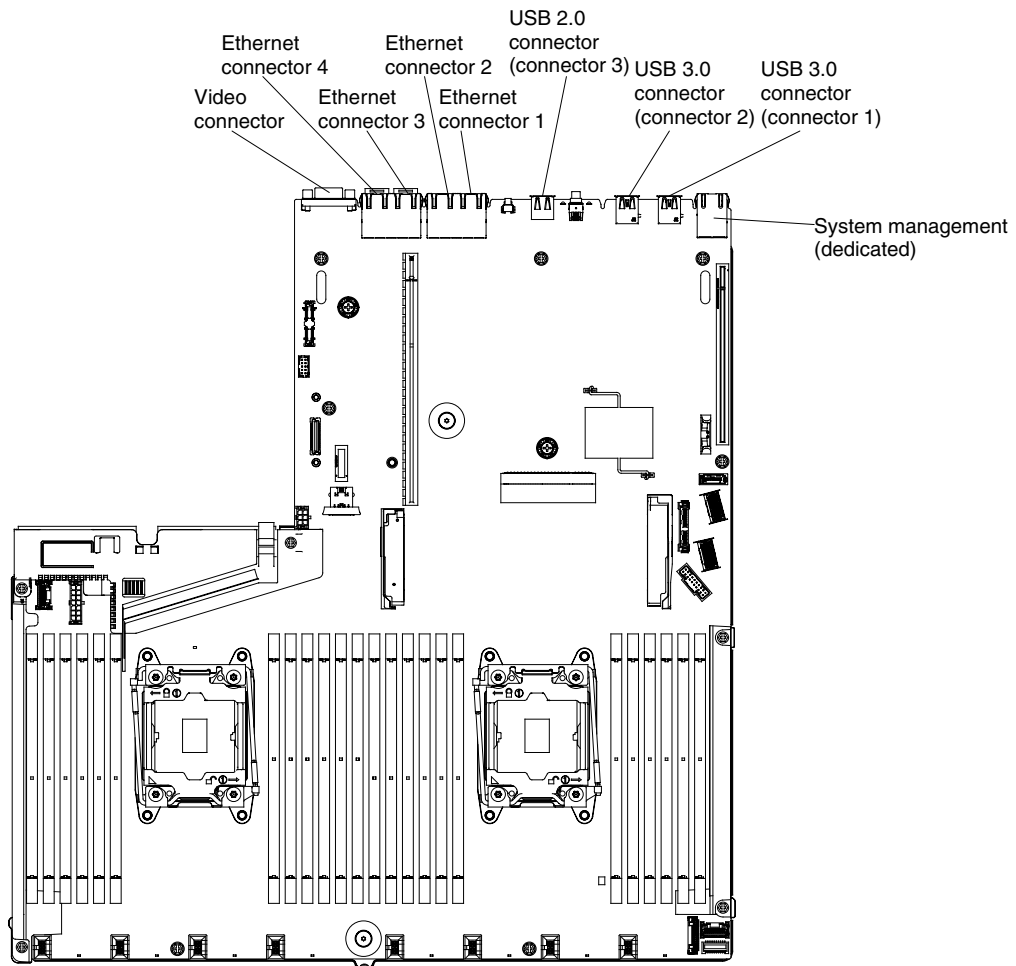 USB 2.0
connector
(connector 3)
Ethernet
connector 4
Ethernet
connector 2
USB 3.0
connector
(connector 2)
USB 3.0
connector
(connector 1)
Video
connector
Ethernet
connector 3
Ethernet
connector 1
System management
(dedicated)